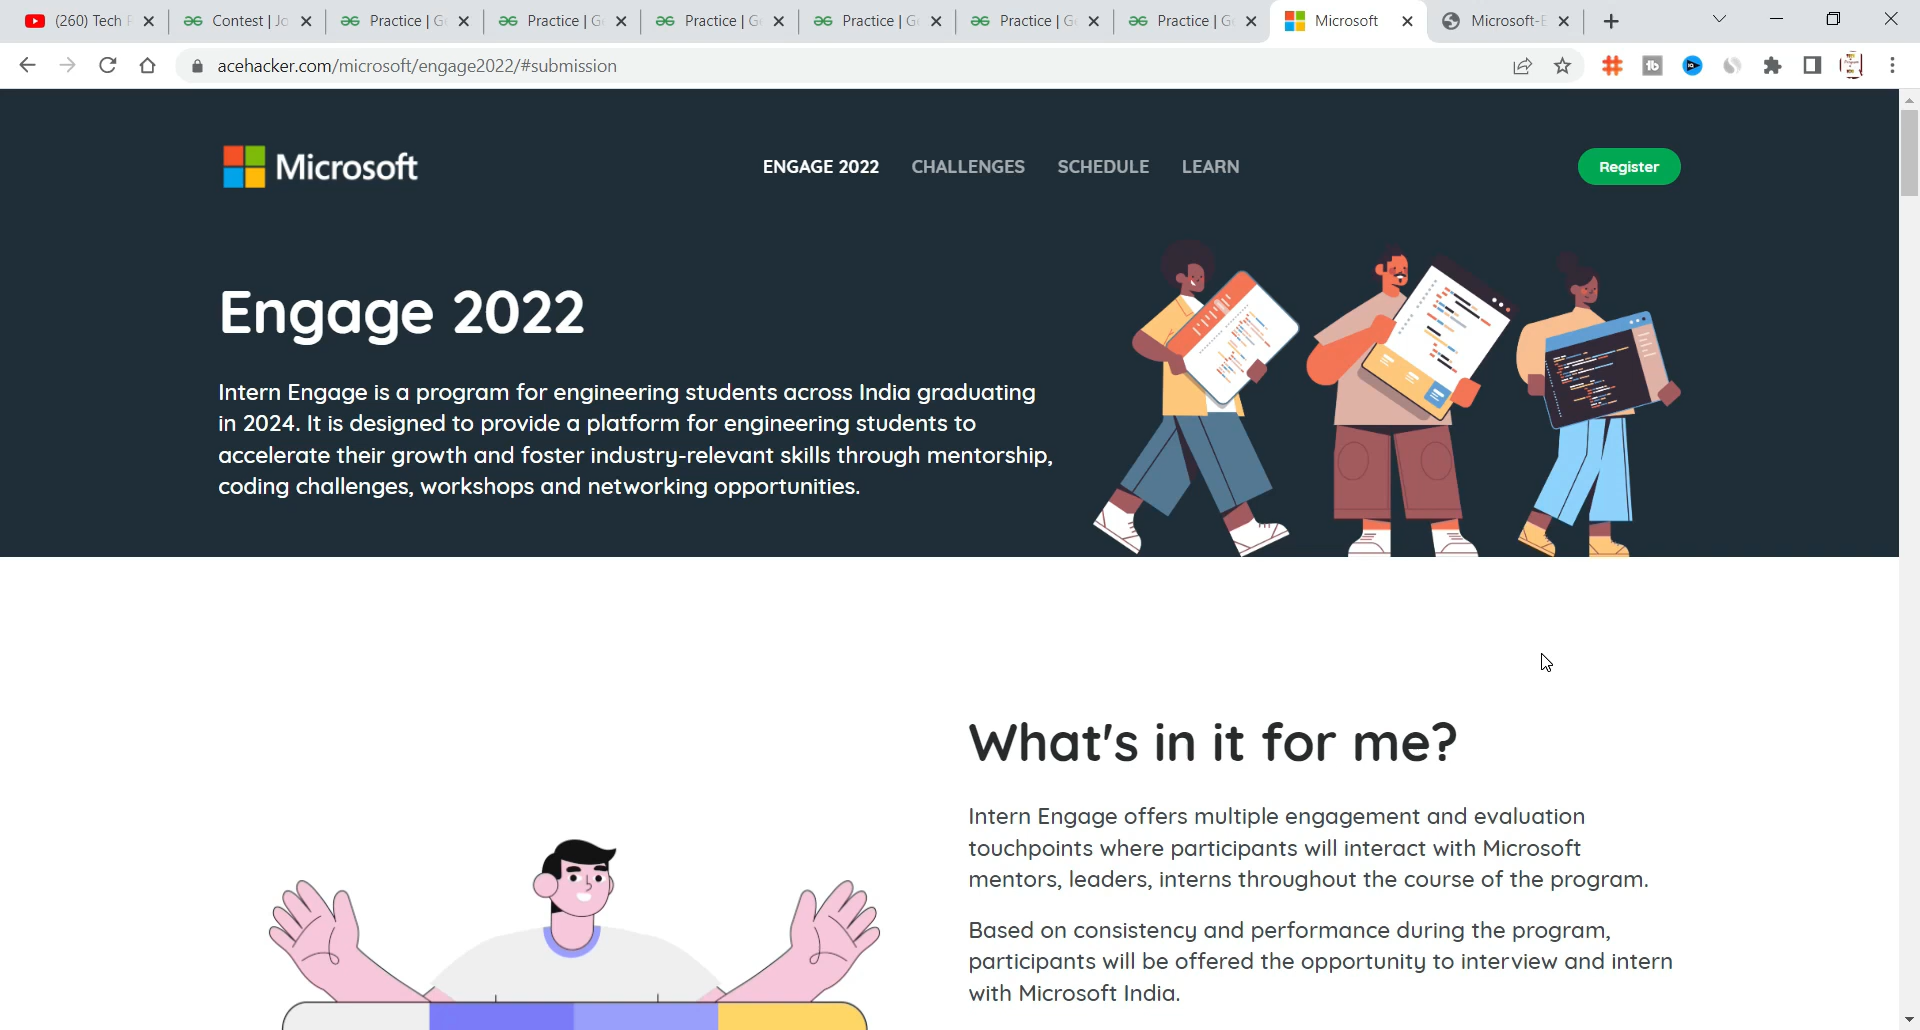 (260) Tech
Contest | Jo
Practice | G
Practice | G
Practice | G
Practice | G
Practice | G
Practice | G
Microsoft
Microsoft-E
acehacker.com/microsoft/engage2022/#submission
Microsoft
ENGAGE 2022 CHALLENGES SCHEDULE LEARN
Register
Engage 2022
Intern Engage is a program for engineering students across India graduating
in 2024. It is designed to provide a platform for engineering students to
accelerate their growth and foster industry-relevant skills through mentorship,
coding challenges, workshops and networking opportunities.
What's in it for me?
Intern Engage offers multiple engagement and evaluation
touchpoints where participants will interact with Microsoft
mentors, leaders, interns throughout the course of the program.
Based on consistency and performance during the program,
participants will be offered the opportunity to interview and intern
with Microsoft India.